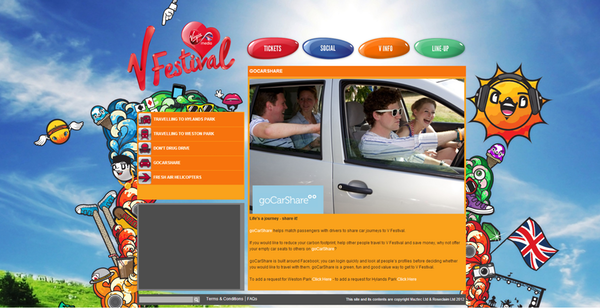 Virgin
media
V Festival
TICKETS
SOCIAL
V INFO
LINE-UP
GOCARSHARE
TRAVELLING TO HYLANDS PARK
TRAVELLING TO WESTON PARK
DON'T DRUG DRIVE
GOCARSHARE
FRESH AIR HELICOPTERS
goCarShare
Life's a journey - share it!
goCarShare helps match passengers with drivers to share car journeys to V Festival.
If you would like to reduce your carbon footprint, help other people travel to V Festival and save money, why not offer
your empty car seats to others on goCarShare
goCarShare is built around Facebook, you can login quickly and look at people's profiles before deciding whether
you would like to travel with them. goCarShare is a green, fun and good value way to get to V Festival.
To add a request for Weston Park, Click Here - to add a request for Hylands Park Click Here
Terms & Conditions | FAQs
This site and its contents are copyright Maztec Ltd & Roseclaim Ltd 2012